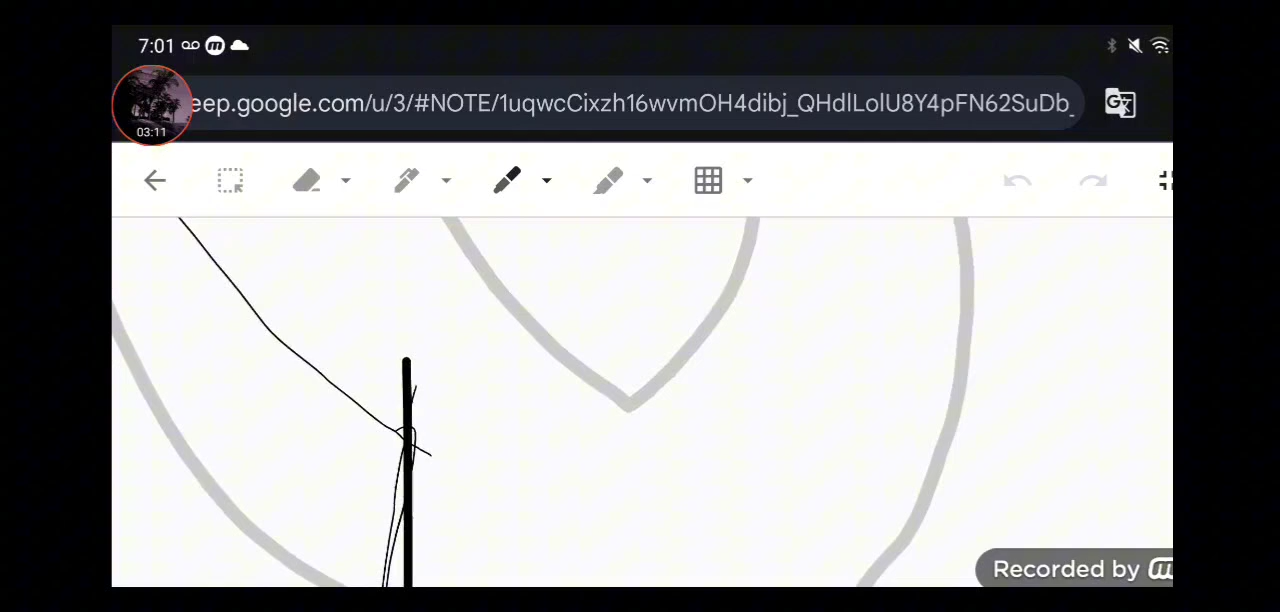 7:01
eep.google.com/u/3/#NOTE/1uqwcCixzh16wvmOH4dibj_QHdlLolU8Y4pFN62SuDb_
03:11
Recorded by